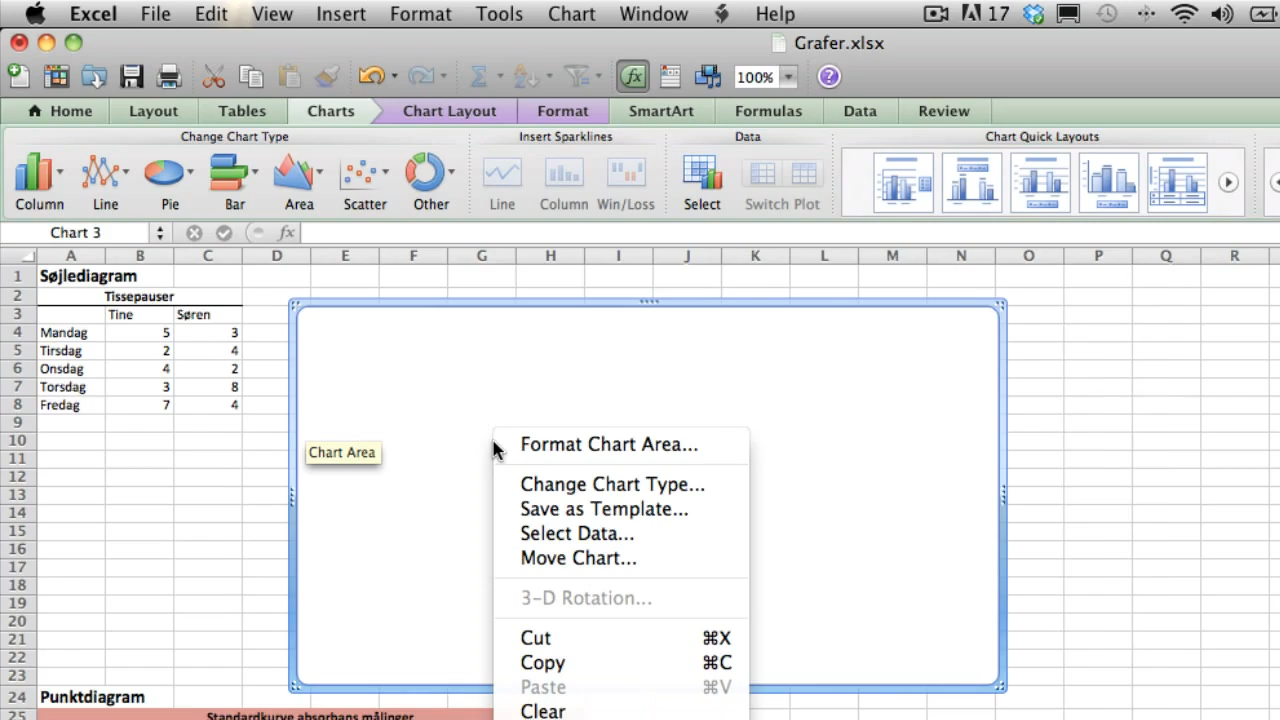 Excel File Edit View Insert Format Tools Chart Window Help 17
Grafer.xlsx
100%
Home Layout Tables Charts Chart Layout Format SmartArt Formulas Data Review
Change Chart Type Insert Sparklines Data Chart Quick Layouts
Column Line Pie Bar Area Scatter Other Line Column Win/Loss Select Switch Plot
Chart 3 fx
A B C D E F G H I J K L M N O P Q R
1 Søjlediagram
2 Tissepauser
3 Tine Søren
4 Mandag 5 3
5 Tirsdag 2 4
6 Onsdag 4 2
7 Torsdag 3 8
8 Fredag 7 4
9
10
11
12
13
14
15
16
17
18
19
20
21
22
23
24 Punktdiagram
25 Standardkurve absorbans målinger
Chart Area
Format Chart Area...
Change Chart Type...
Save as Template...
Select Data...
Move Chart...
3-D Rotation...
Cut ⌘X
Copy ⌘C
Paste ⌘V
Clear